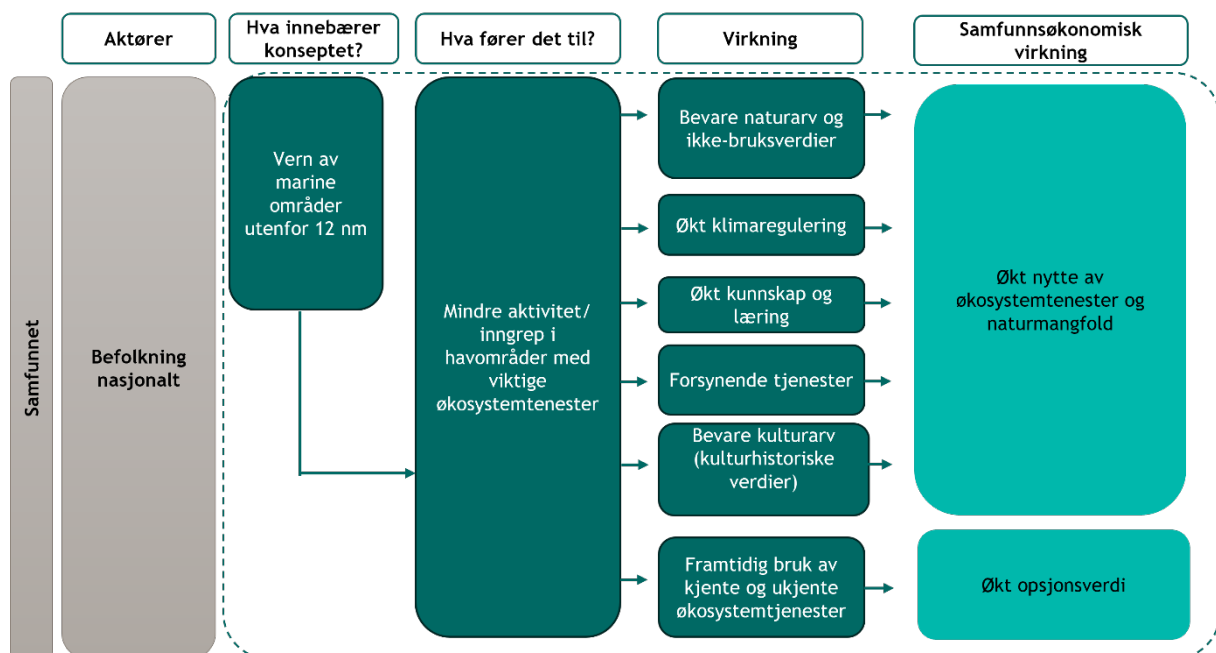 Aktører
Hva innebærer
konseptet?
Hva fører det til?
Virkning
Samfunnsøkonomisk
virkning
Samfunnet
Befolkning
nasjonalt
Vern av
marine
områder
utenfor 12 nm
Mindre aktivitet/
inngrep i
havområder med
viktige
økosystemtenester
Bevare naturarv og
ikke-bruksverdier
Økt klimaregulering
Økt kunnskap og
læring
Forsynende tjenester
Bevare kulturarv
(kulturhistoriske
verdier)
Framtidig bruk av
kjente og ukjente
økosystemtjenester
Økt nytte av
økosystemtenester og
naturmangfold
Økt opsjonsverdi